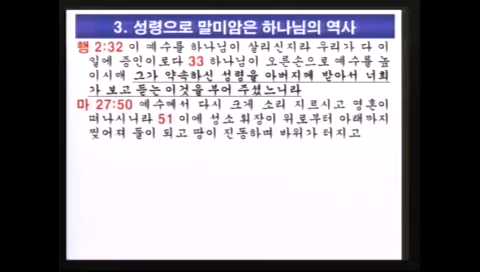 3. 성령으로 말미암은 하나님의 역사
행 2:32 이 예수를 하나님이 살리신지라 우리가 다 이
일에 증인이로다 33 하나님이 오른손으로 예수를 높
이시매 그가 약속하신 성령을 아버지께 받아서 너희
가 보고 듣는 이것을 부어 주셨느니라
마 27:50 예수께서 다시 크게 소리 지르시고 영혼이
떠나시니라 51 이에 성소 휘장이 위로부터 아래까지
찢어져 둘이 되고 땅이 진동하며 바위가 터지고